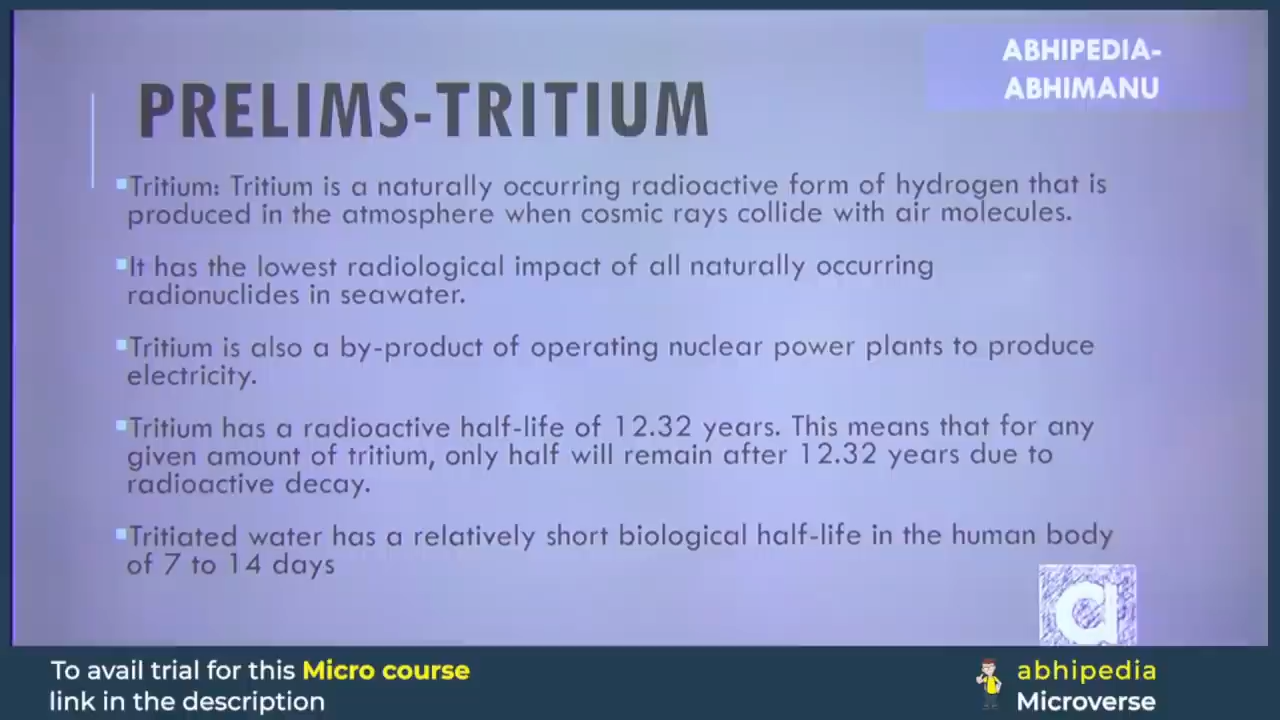 ABHIPEDIA-
ABHIMANU
PRELIMS-TRITIUM
▪Tritium: Tritium is a naturally occurring radioactive form of hydrogen that is
produced in the atmosphere when cosmic rays collide with air molecules.
▪It has the lowest radiological impact of all naturally occurring
radionuclides in seawater.
▪Tritium is also a by-product of operating nuclear power plants to produce
electricity.
▪Tritium has a radioactive half-life of 12.32 years. This means that for any
given amount of tritium, only half will remain after 12.32 years due to
radioactive decay.
▪Tritiated water has a relatively short biological half-life in the human body
of 7 to 14 days
a
To avail trial for this Micro course
link in the description
abhipedia
Microverse